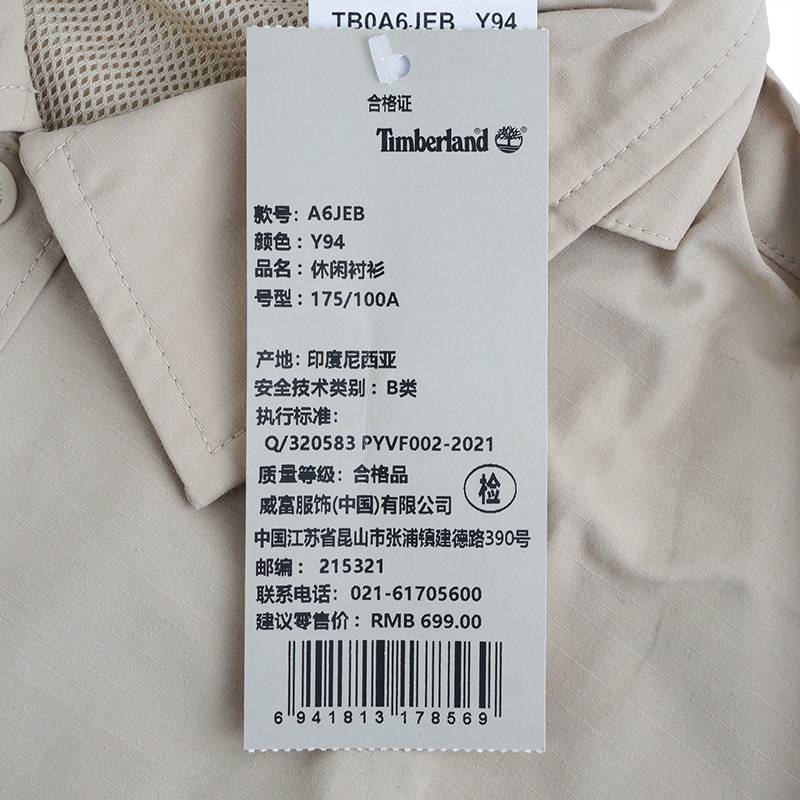 TB0A6JEB Y94
合格证
Timberland®
款号: A6JEB
颜色: Y94
品名: 休闲衬衫
号型: 175/100A
产地: 印度尼西亚
安全技术类别: B类
执行标准:
Q/320583 PYVF002-2021
质量等级: 合格品
检
威富服饰(中国)有限公司
中国江苏省昆山市张浦镇建德路390号
邮编: 215321
联系电话: 021-61705600
建议零售价: RMB 699.00
6 941813 178569